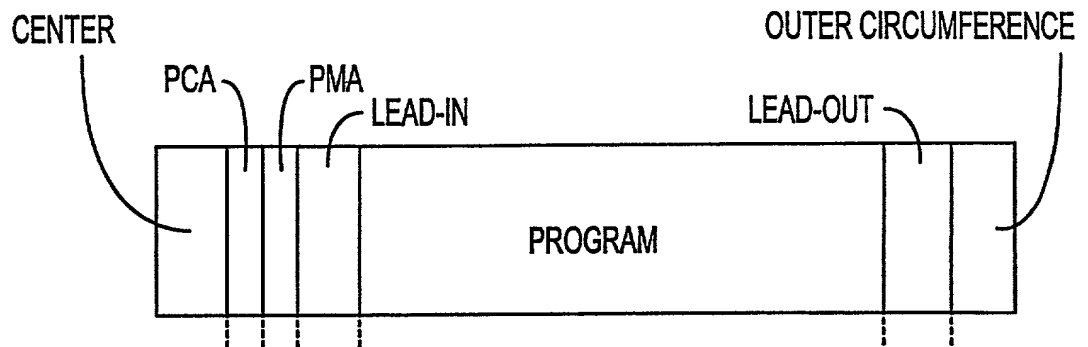 CENTER
OUTER CIRCUMFERENCE
PCA
PMA
LEAD-IN
LEAD-OUT
PROGRAM